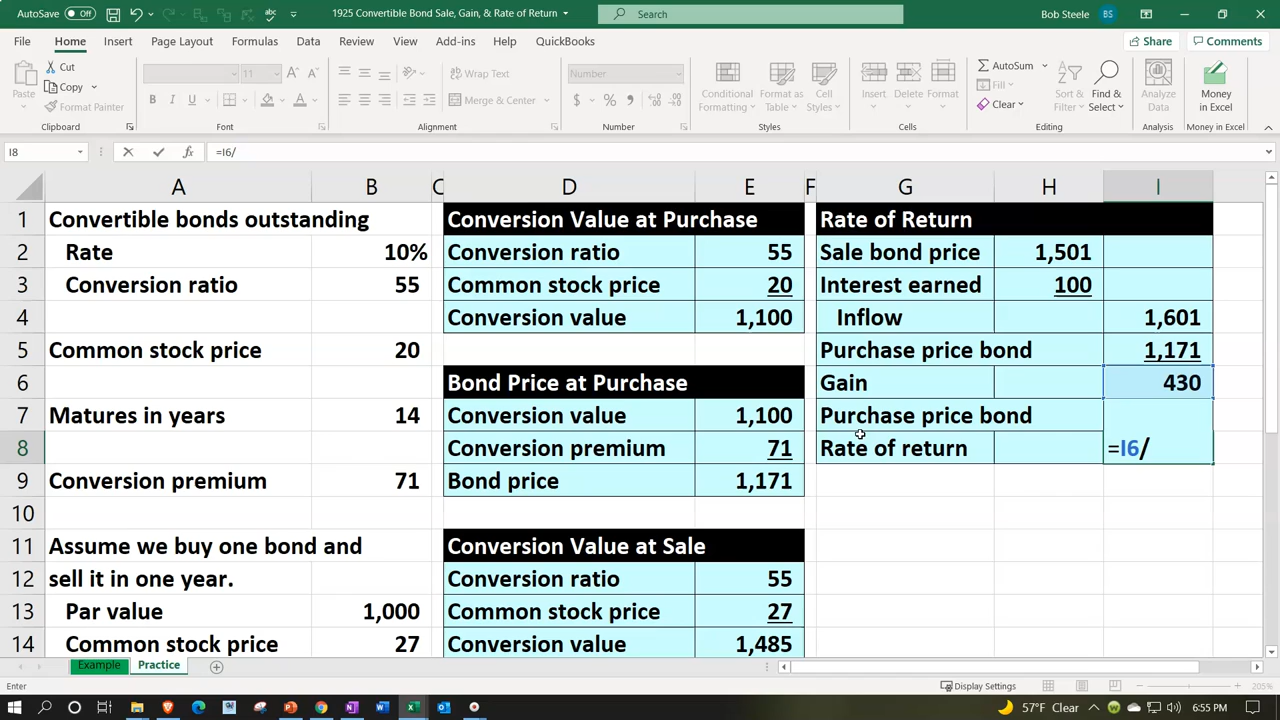 AutoSave Off
1925 Convertible Bond Sale, Gain, & Rate of Return
Search
Bob Steele BS
File Home Insert Page Layout Formulas Data Review View Add-ins Help QuickBooks Share Comments
Paste
Cut
Copy
Format Painter
Clipboard
11
Font
Wrap Text
Merge & Center
Alignment
Number
Number
Conditional Formatting
Format as Table
Cell Styles
Styles
Insert Delete Format
Cells
AutoSum
Fill
Clear
Sort & Filter
Find & Select
Editing
Analyze Data
Analysis
Money in Excel
Money in Excel
I8 =I6/
A B C D E F G H I
1 Convertible bonds outstanding Conversion Value at Purchase Rate of Return
2 Rate 10% Conversion ratio 55 Sale bond price 1,501
3 Conversion ratio 55 Common stock price 20 Interest earned 100
4 Conversion value 1,100 Inflow 1,601
5 Common stock price 20 Purchase price bond 1,171
6 Bond Price at Purchase Gain 430
7 Matures in years 14 Conversion value 1,100 Purchase price bond
8 Conversion premium 71 Rate of return =I6/
9 Conversion premium 71 Bond price 1,171
10
11 Assume we buy one bond and Conversion Value at Sale
12 sell it in one year. Conversion ratio 55
13 Par value 1,000 Common stock price 27
14 Common stock price 27 Conversion value 1,485
Example Practice
Enter Display Settings 205%
57°F Clear 6:55 PM